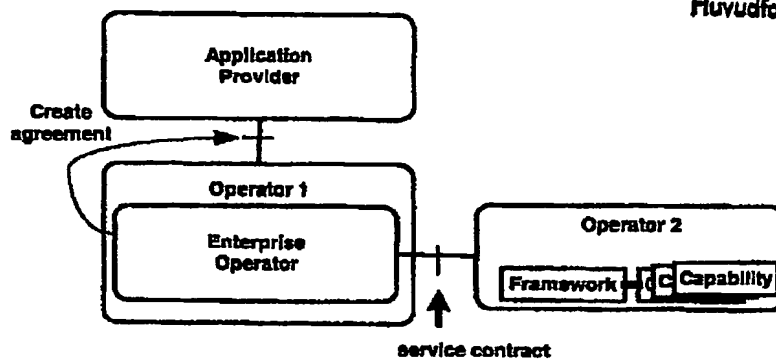 Application
Provider
Create
agreement
Operator 1
Enterprise
Operator
Operator 2
Framework
C
Capability
service contract